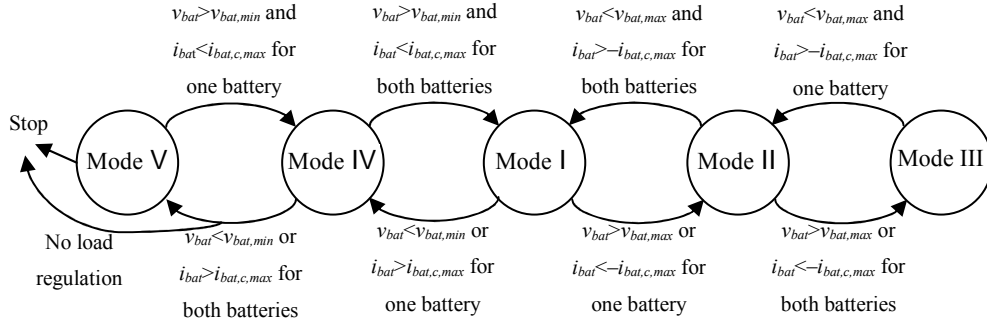 v_bat>v_bat,min and
i_bat<i_bat,c,max for
one battery
v_bat>v_bat,min and
i_bat<i_bat,c,max for
both batteries
v_bat<v_bat,max and
i_bat>–i_bat,c,max for
both batteries
v_bat<v_bat,max and
i_bat>–i_bat,c,max for
one battery
Stop
Mode V
Mode IV
Mode I
Mode II
Mode III
No load
regulation
v_bat<v_bat,min or
i_bat>i_bat,c,max for
both batteries
v_bat<v_bat,min or
i_bat>i_bat,c,max for
one battery
v_bat>v_bat,max or
i_bat<–i_bat,c,max for
one battery
v_bat>v_bat,max or
i_bat<–i_bat,c,max for
both batteries